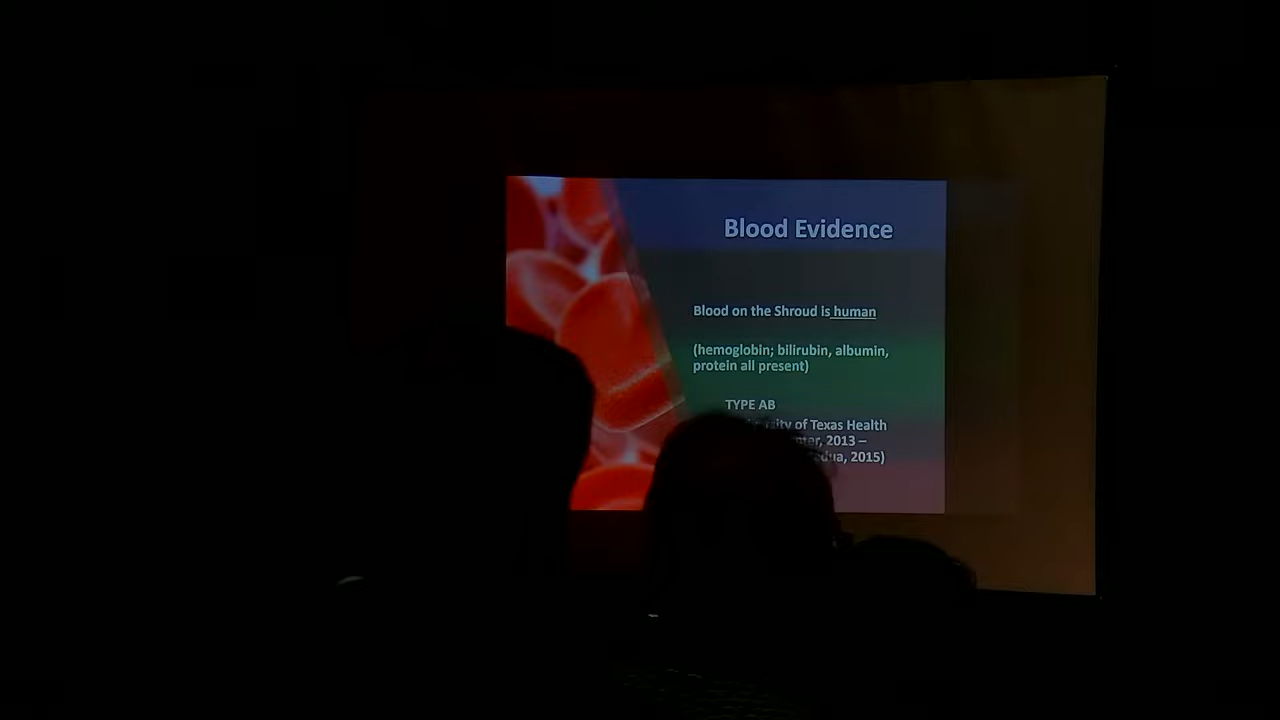 Blood Evidence
Blood on the Shroud is human
(hemoglobin; bilirubin, albumin,
protein all present)
TYPE AB
of Texas Health
2013 –
2015)